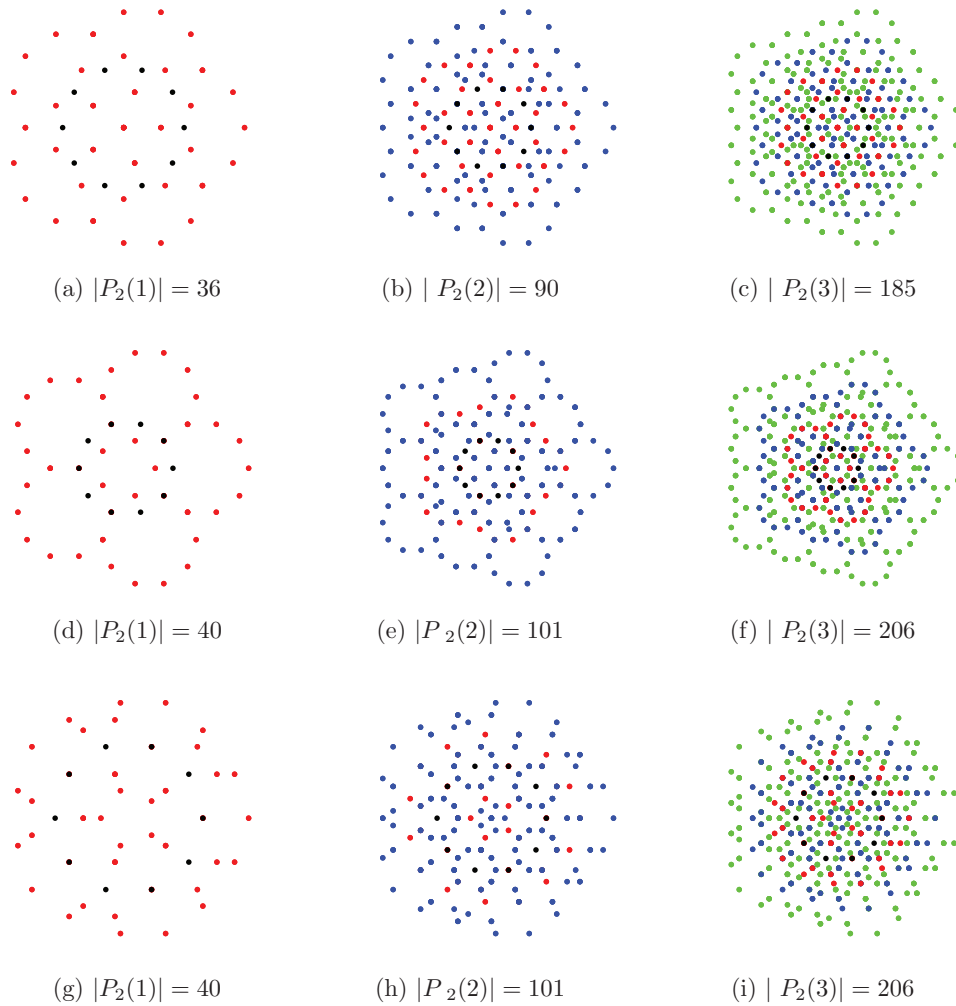 (a) |P₂(1)| = 36 (b) | P₂(2)| = 90 (c) | P₂(3)| = 185
(d) |P₂(1)| = 40 (e) |P ₂(2)| = 101 (f) | P₂(3)| = 206
(g) |P₂(1)| = 40 (h) |P ₂(2)| = 101 (i) | P₂(3)| = 206